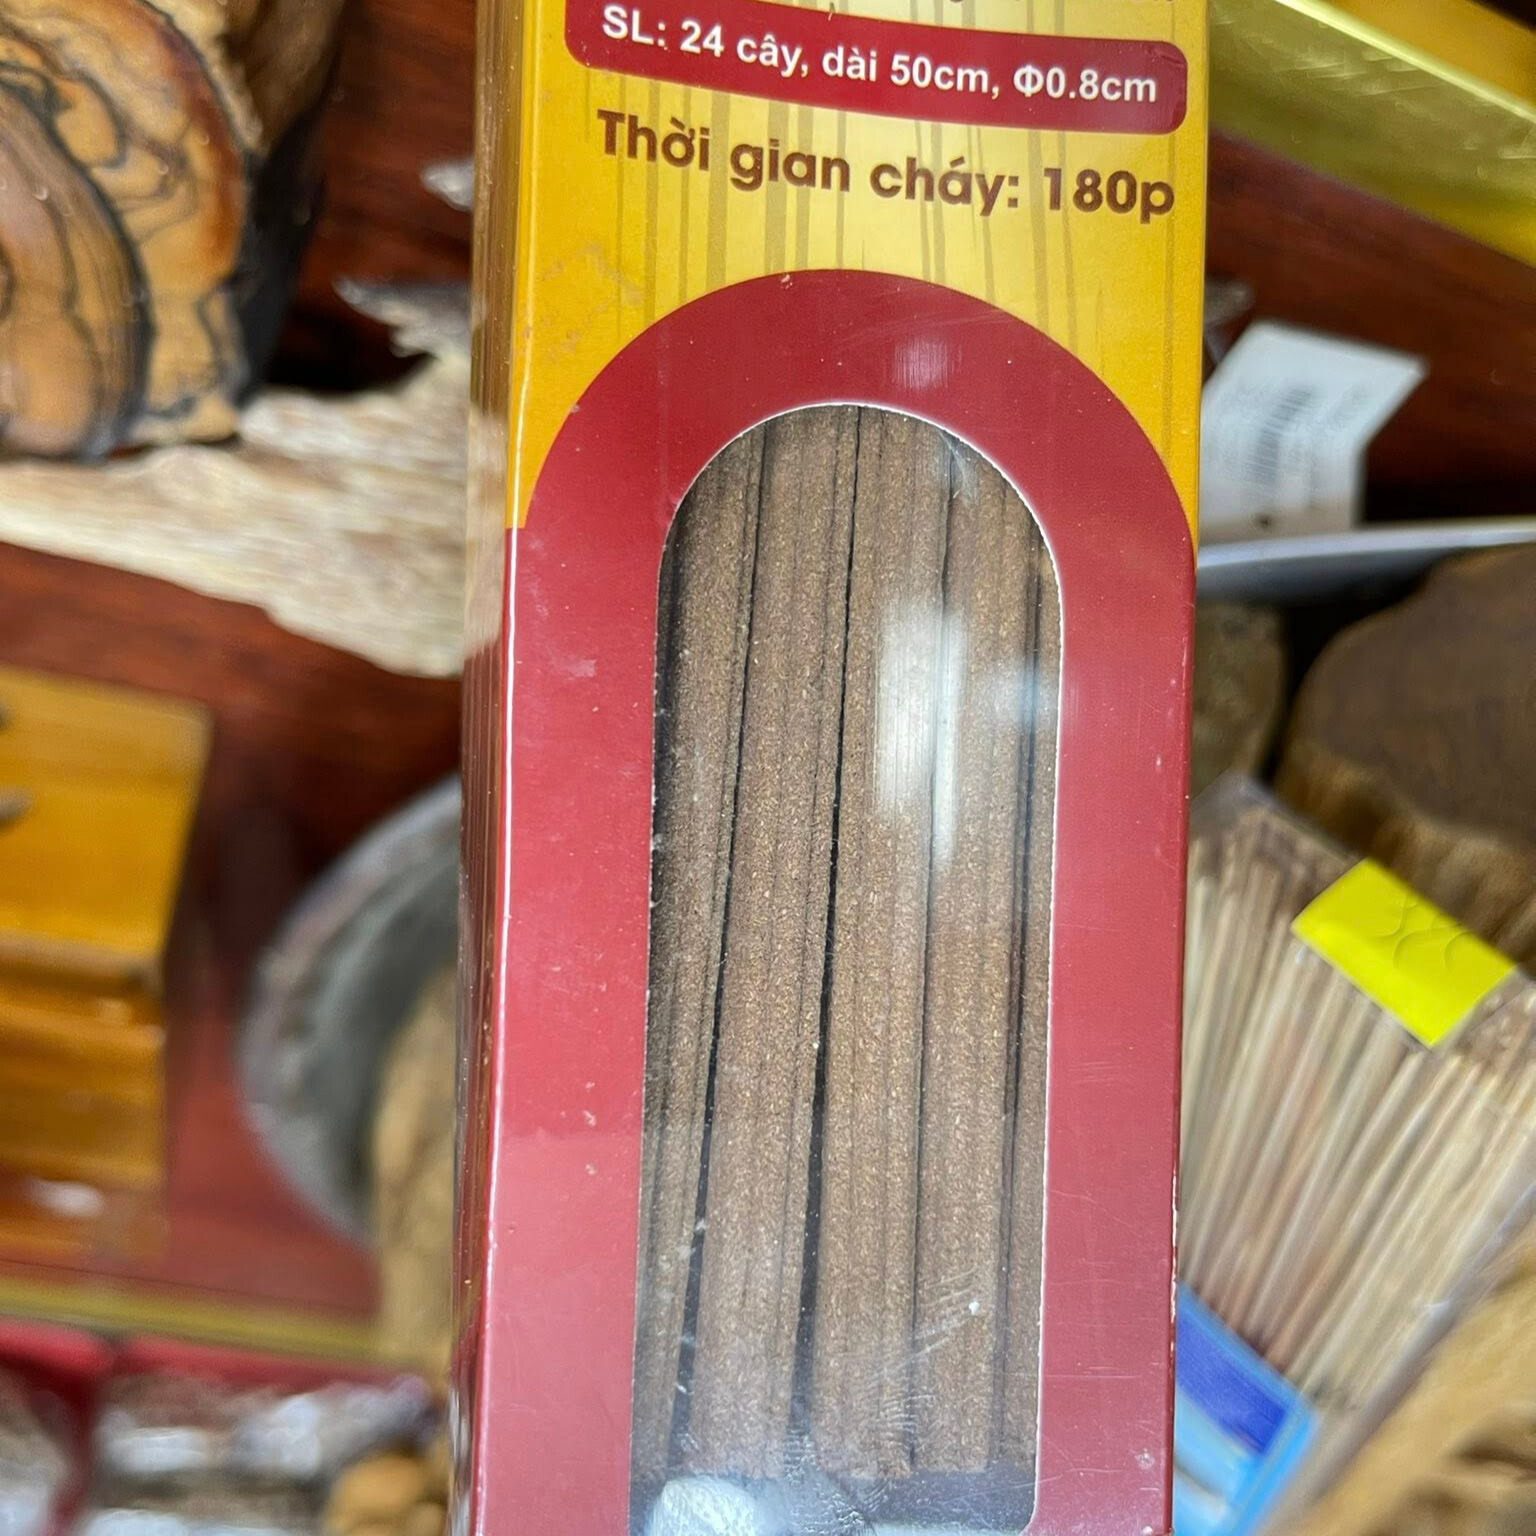 SL: 24 cây, dài 50cm, Φ0.8cm
Thời gian cháy: 180p